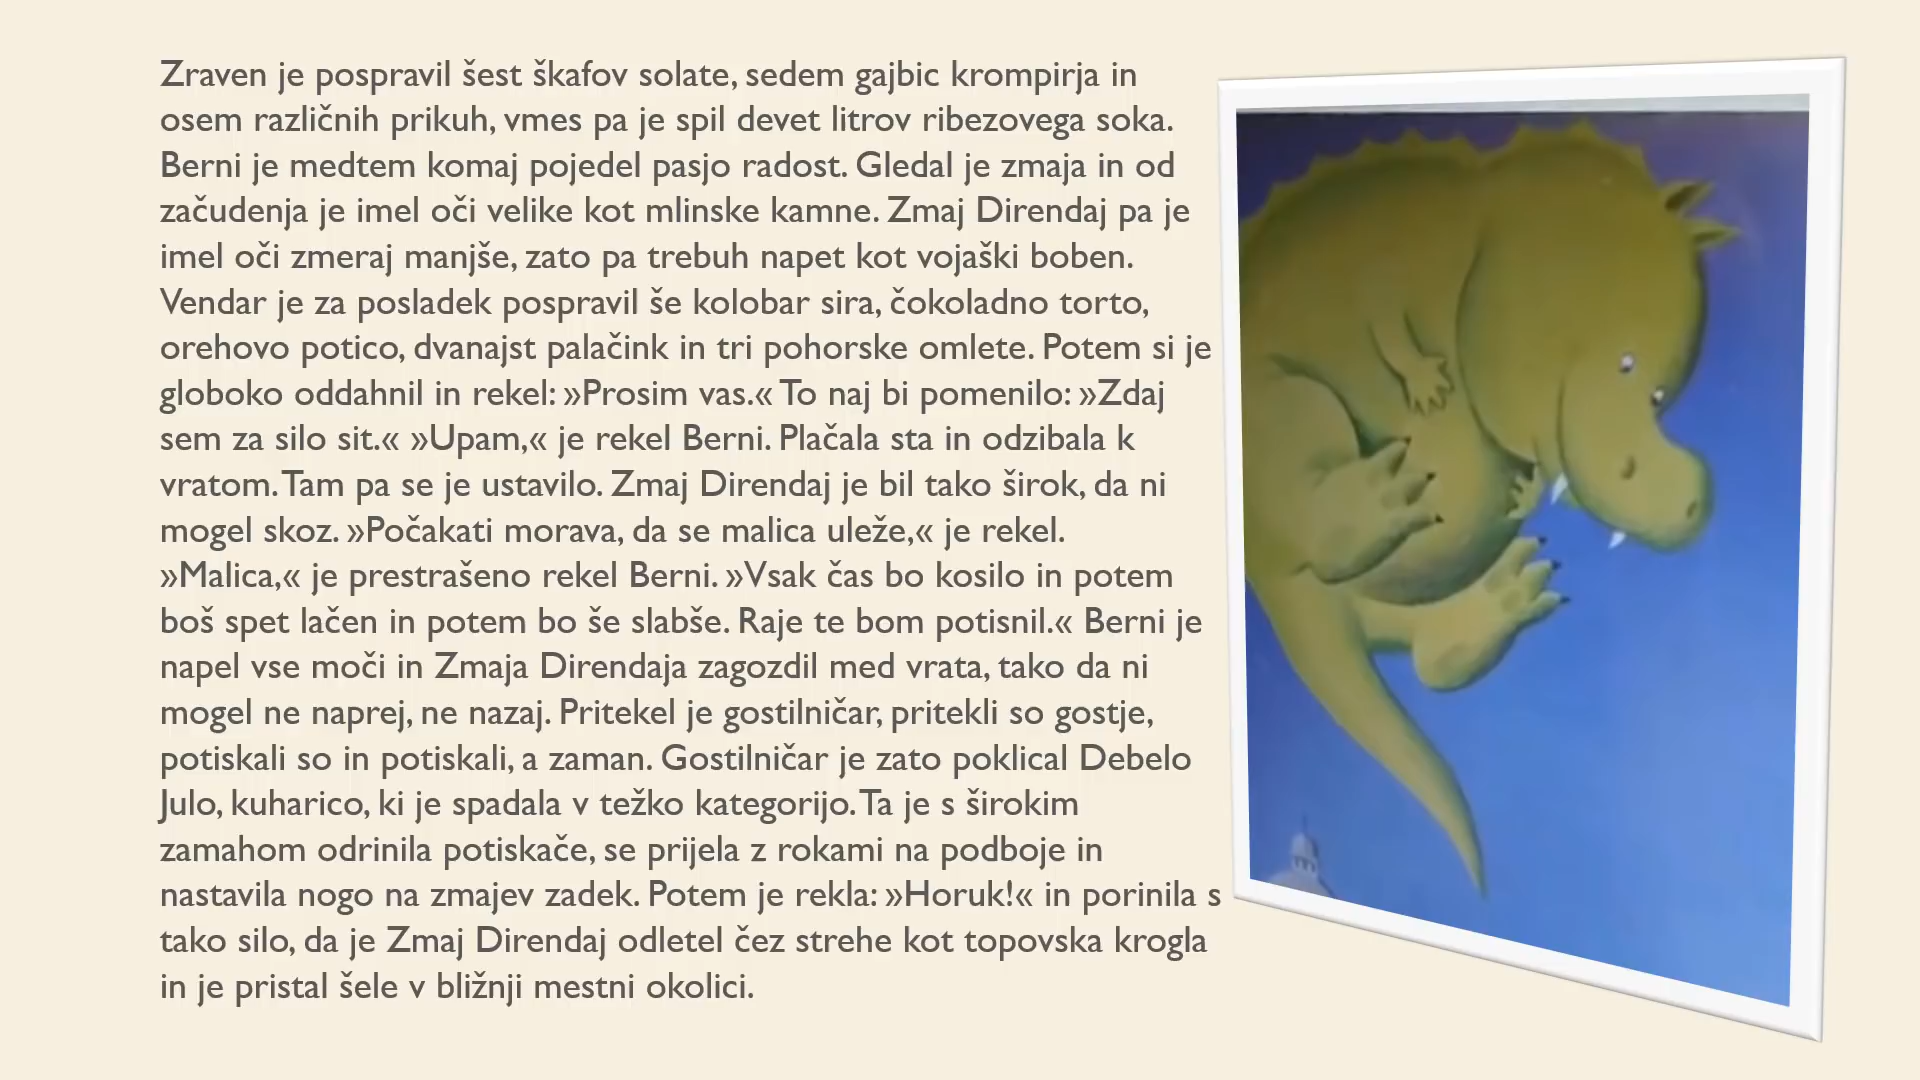 Zraven je pospravil šest škafov solate, sedem gajbic krompirja in
osem različnih prikuh, vmes pa je spil devet litrov ribezovega soka.
Berni je medtem komaj pojedel pasjo radost. Gledal je zmaja in od
začudenja je imel oči velike kot mlinske kamne. Zmaj Direndaj pa je
imel oči zmeraj manjše, zato pa trebuh napet kot vojaški boben.
Vendar je za posladek pospravil še kolobar sira, čokoladno torto,
orehovo potico, dvanajst palačink in tri pohorske omlete. Potem si je
globoko oddahnil in rekel: »Prosim vas.« To naj bi pomenilo: »Zdaj
sem za silo sit.« »Upam,« je rekel Berni. Plačala sta in odzibala k
vratom. Tam pa se je ustavilo. Zmaj Direndaj je bil tako širok, da ni
mogel skoz. »Počakati morava, da se malica uleže,« je rekel.
»Malica,« je prestrašeno rekel Berni. »Vsak čas bo kosilo in potem
boš spet lačen in potem bo še slabše. Raje te bom potisnil.« Berni je
napel vse moči in Zmaja Direndaja zagozdil med vrata, tako da ni
mogel ne naprej, ne nazaj. Pritekel je gostilničar, pritekli so gostje,
potiskali so in potiskali, a zaman. Gostilničar je zato poklical Debelo
Julo, kuharico, ki je spadala v težko kategorijo. Ta je s širokim
zamahom odrinila potiskače, se prijela z rokami na podboje in
nastavila nogo na zmajev zadek. Potem je rekla: »Horuk!« in porinila s
tako silo, da je Zmaj Direndaj odletel čez strehe kot topovska krogla
in je pristal šele v bližnji mestni okolici.